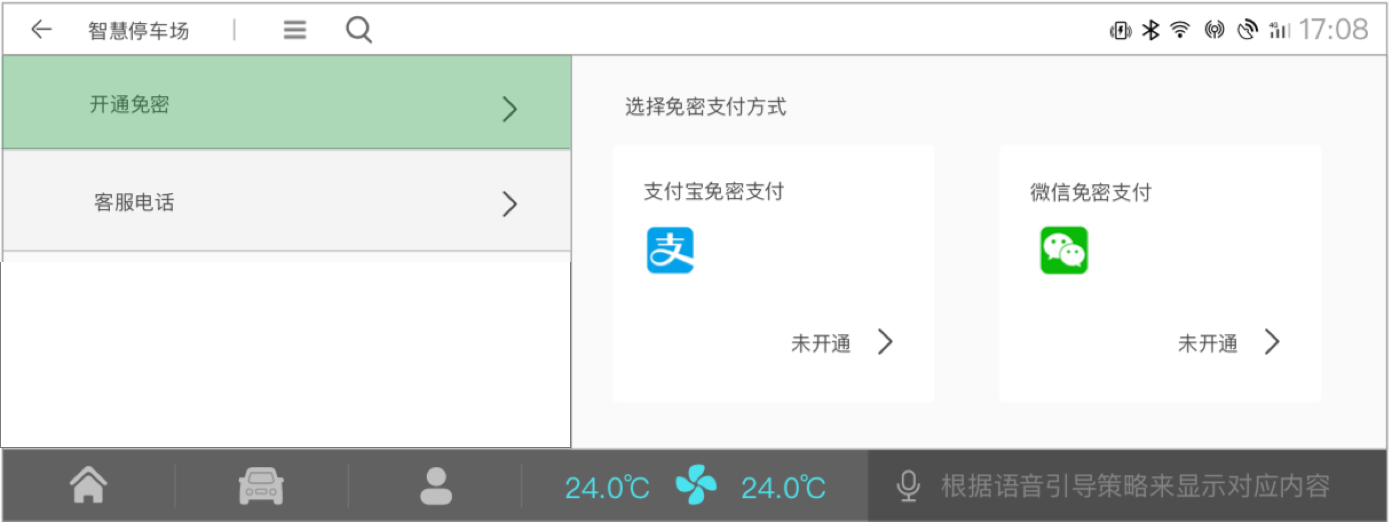 智慧停车场
4G
17:08
开通免密
客服电话
选择免密支付方式
支付宝免密支付
支
未开通
微信免密支付
未开通
24.0℃
24.0℃
根据语音引导策略来显示对应内容